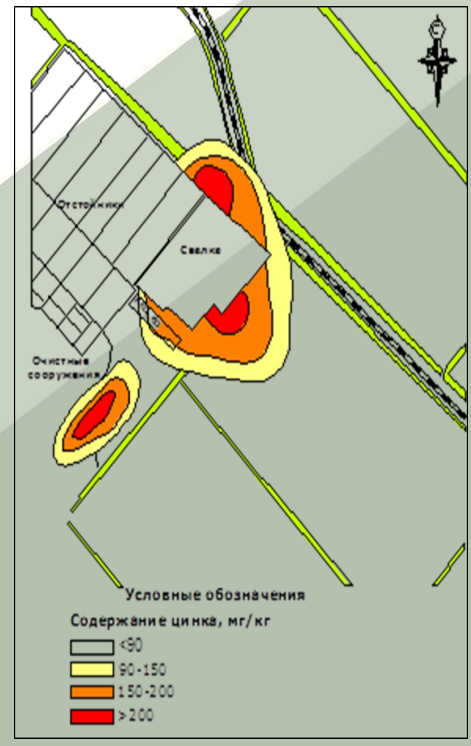 С
Отстойники
Свалка
Очистные
сооружения
Условные обозначения
Содержание цинка, мг/кг
<90
90-150
150-200
>200